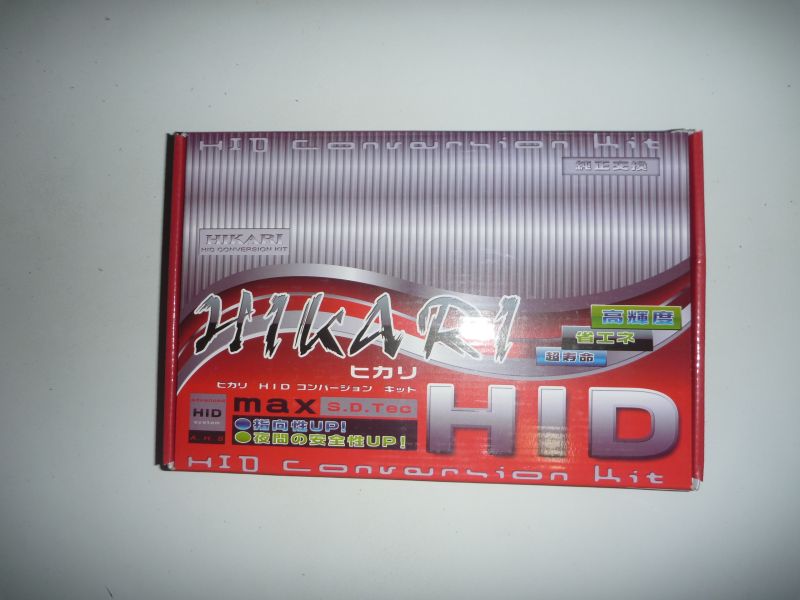 HID Conversion Kit
純正交換
HIKARI
HID CONVERSION KIT
HIKARI
高輝度
省エネ
超寿命
ヒカリ
ヒカリ HID コンバーション キット
advanced
HiD
system
A.H.S
max S.D.Tec
指向性UP!
夜間の安全性UP!
HID
HID Conversion Kit